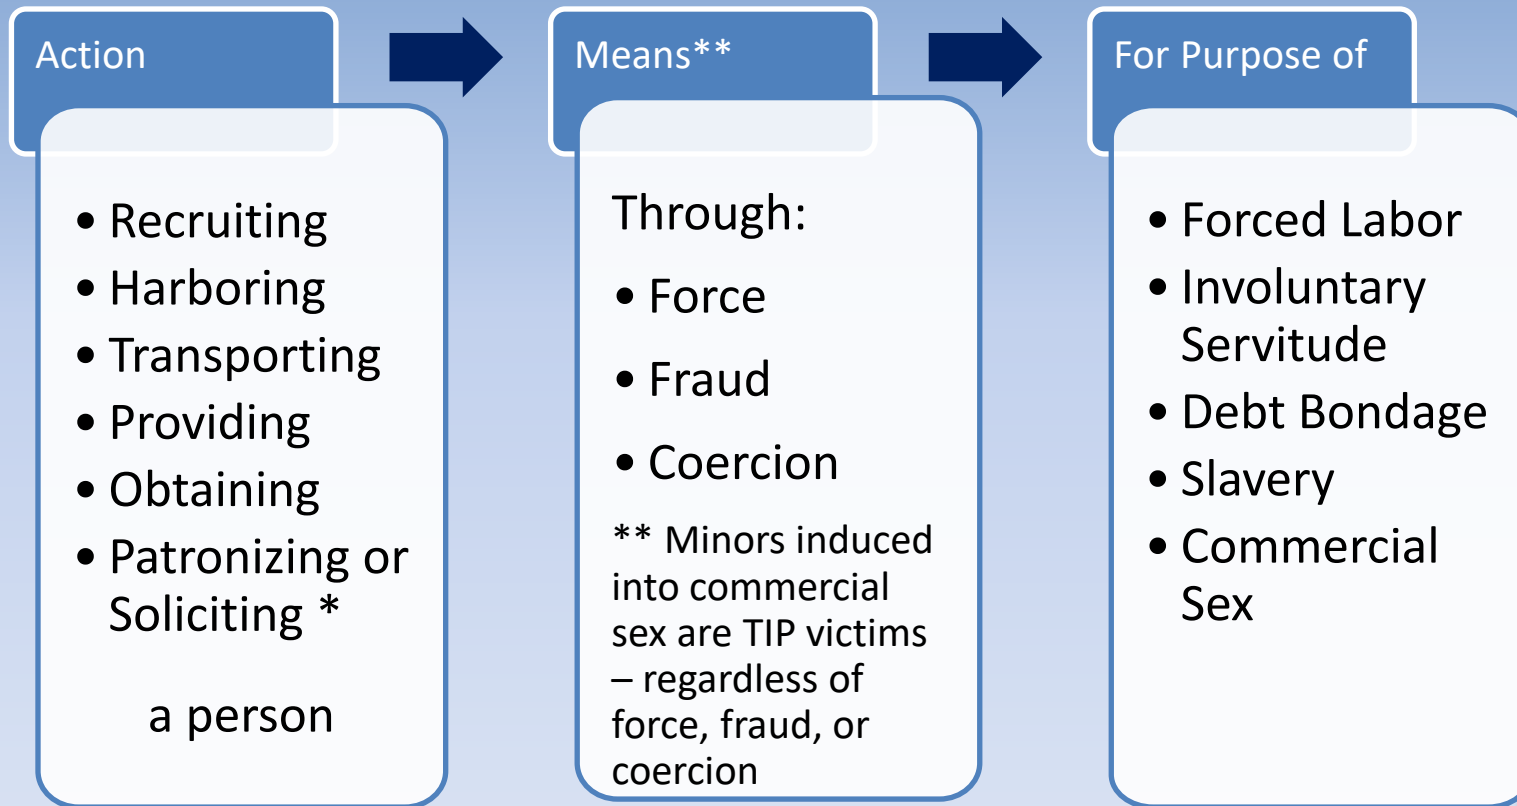 Action
• Recruiting
• Harboring
• Transporting
• Providing
• Obtaining
• Patronizing or
Soliciting *
a person
Means**
Through:
• Force
• Fraud
• Coercion
** Minors induced
into commercial
sex are TIP victims
– regardless of
force, fraud, or
coercion
For Purpose of
• Forced Labor
• Involuntary
Servitude
• Debt Bondage
• Slavery
• Commercial
Sex